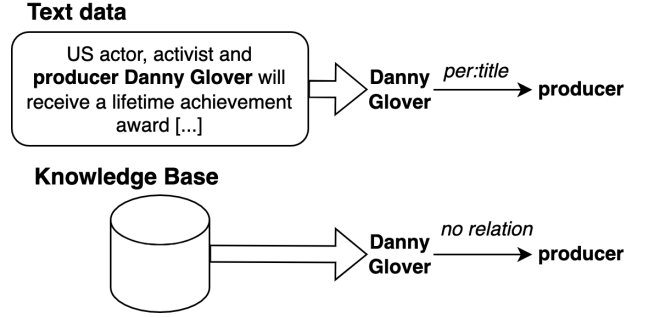 Text data
US actor, activist and
producer Danny Glover will
receive a lifetime achievement
award [...]
Danny
Glover
per:title
producer
Knowledge Base
Danny
Glover
no relation
producer